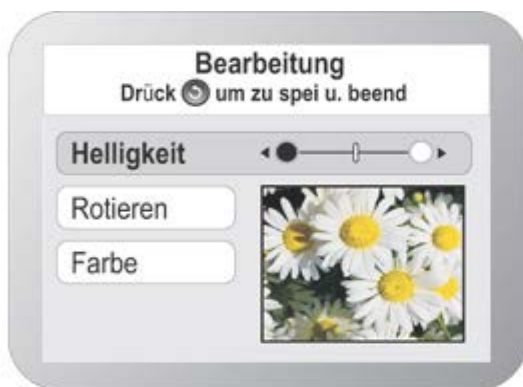 Bearbeitung
Drück um zu spei u. beend
Helligkeit
Rotieren
Farbe